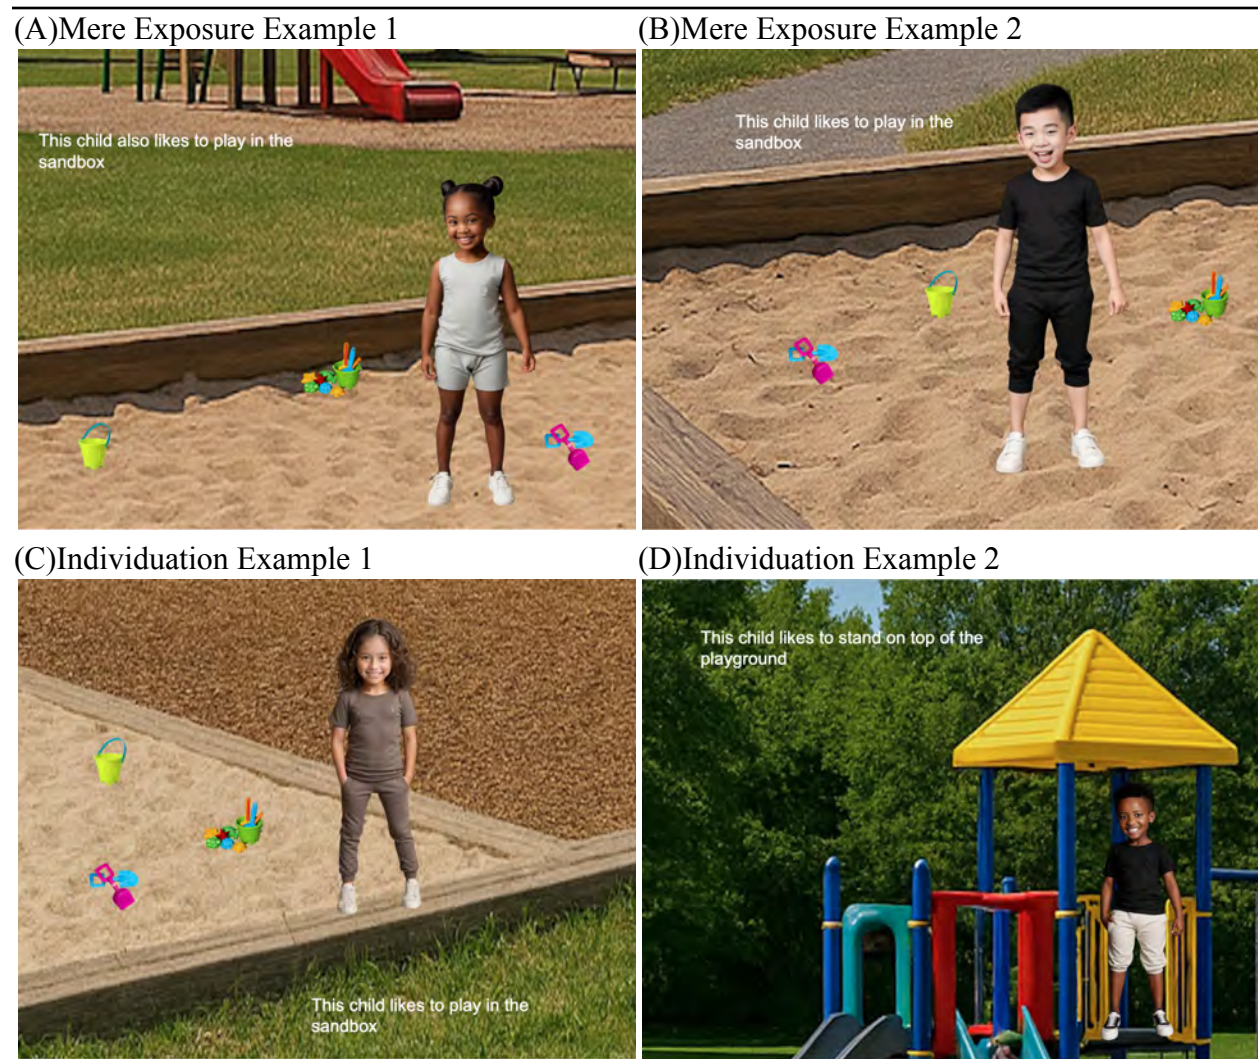 (A)Mere Exposure Example 1
(B)Mere Exposure Example 2
This child also likes to play in the
sandbox
This child likes to play in the
sandbox
(C)Individuation Example 1
(D)Individuation Example 2
This child likes to play in the
sandbox
This child likes to stand on top of the
playground